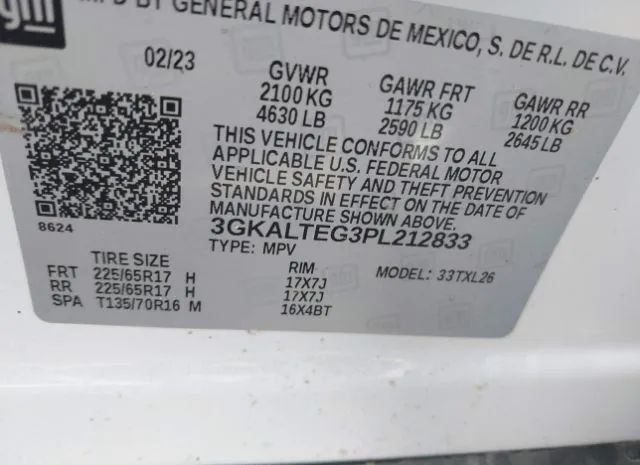 gm
MFD BY GENERAL MOTORS DE MEXICO, S. DE R.L. DE C.V.
02/23
GVWR
2100 KG
4630 LB
GAWR FRT
1175 KG
2590 LB
GAWR RR
1200 KG
2645 LB
THIS VEHICLE CONFORMS TO ALL
APPLICABLE U.S. FEDERAL MOTOR
VEHICLE SAFETY AND THEFT PREVENTION
STANDARDS IN EFFECT ON THE DATE OF
MANUFACTURE SHOWN ABOVE.
3GKALTEG3PL212833
TYPE: MPV
8624
TIRE SIZE
FRT 225/65R17 H
RR 225/65R17 H
SPA T135/70R16 M
RIM
17X7J
17X7J
16X4BT
MODEL: 33TXL26